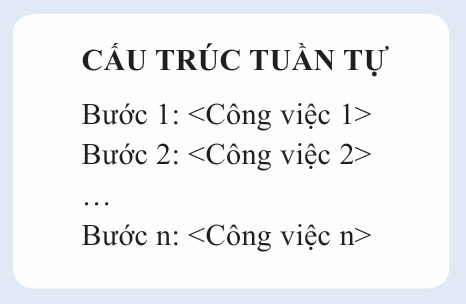 CẤU TRÚC TUẦN TỰ
Bước 1: <Công việc 1>
Bước 2: <Công việc 2>
…
Bước n: <Công việc n>